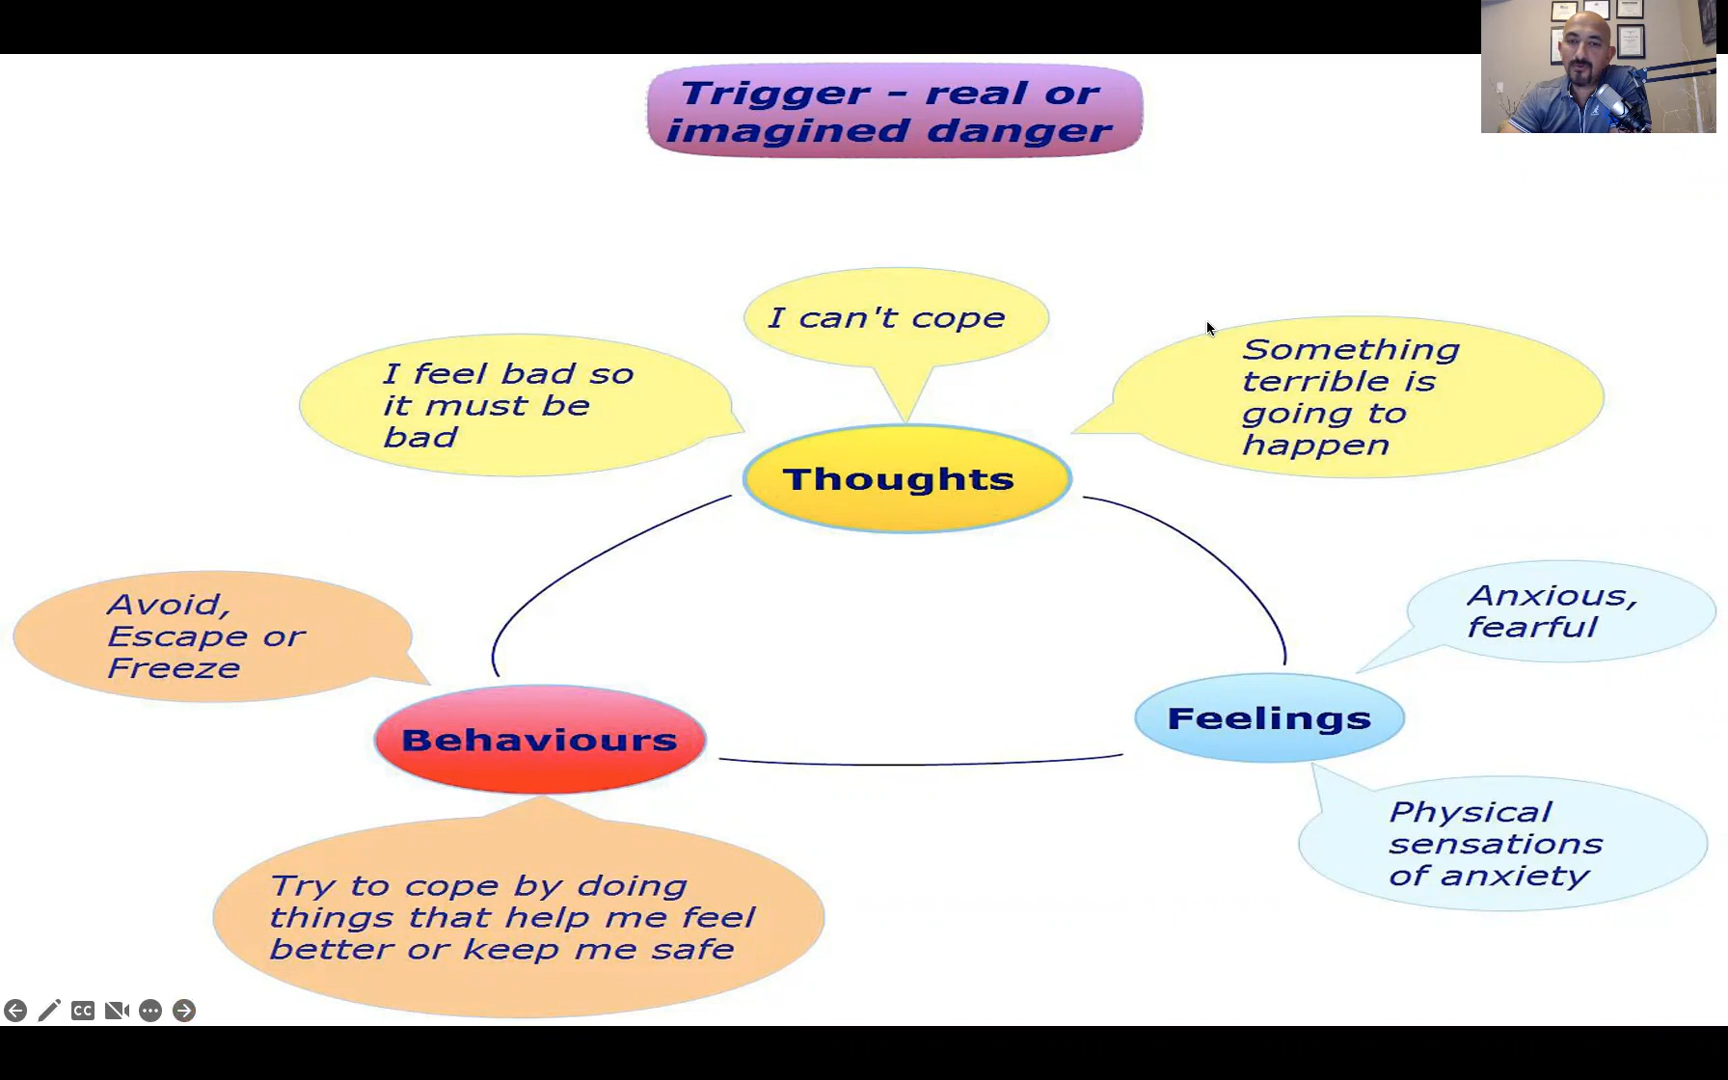 Trigger - real or
imagined danger
I can't cope
I feel bad so
it must be
bad
Something
terrible is
going to
happen
Thoughts
Avoid,
Escape or
Freeze
Anxious,
fearful
Behaviours
Feelings
Physical
sensations
of anxiety
Try to cope by doing
things that help me feel
better or keep me safe
CC